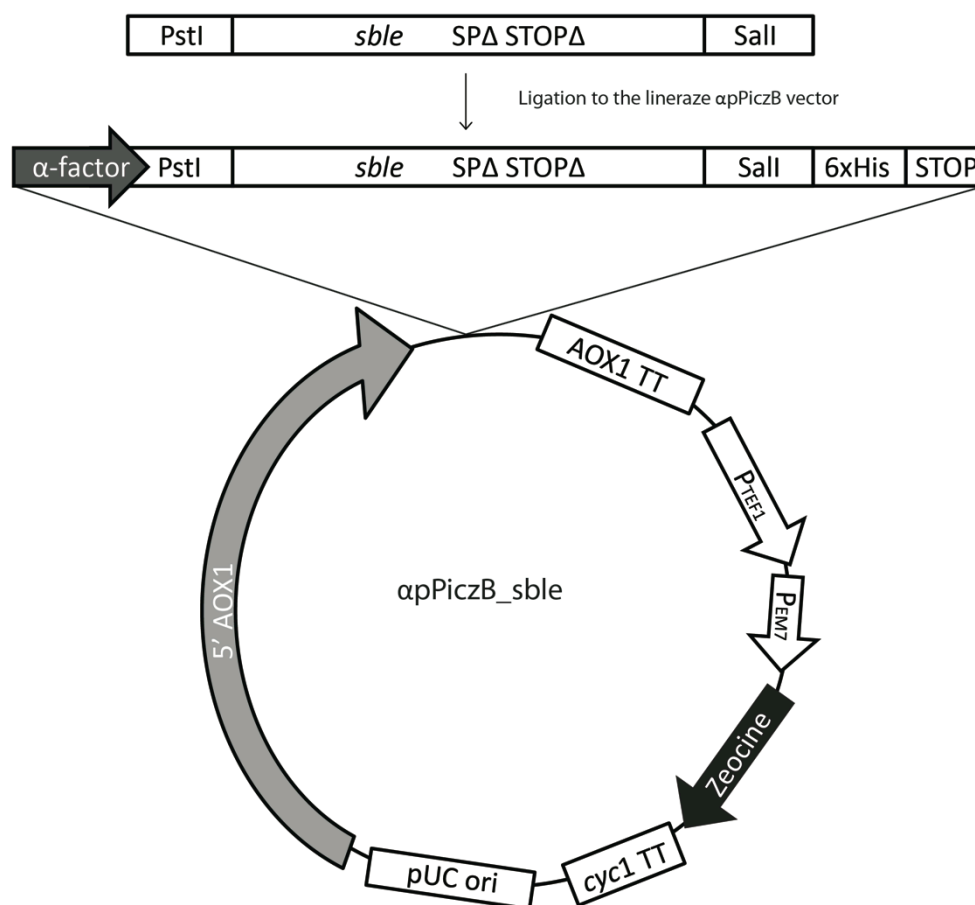 PstI sble SPΔ STOPΔ SalI
Ligation to the lineraze αpPiczB vector
α-factor PstI sble SPΔ STOPΔ SalI 6xHis STOP
AOX1 TT
PTEF1
PEM7
5' AOX1
αpPiczB_sble
Zeocine
cyc1 TT
pUC ori